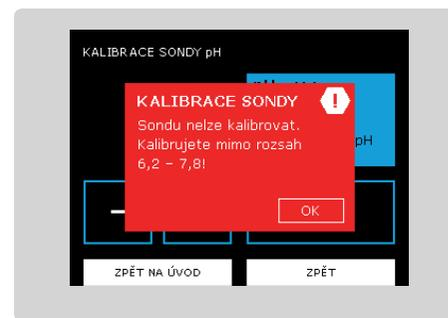 KALIBRACE SONDY pH
KALIBRACE SONDY
!
Sondu nelze kalibrovat.
Kalibrujete mimo rozsah
6,2 – 7,8!
pH
OK
ZPĚT NA ÚVOD
ZPĚT